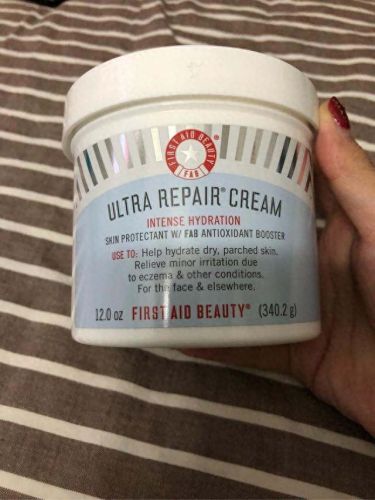 FIRST AID BEAUTY
FAB
ULTRA REPAIR® CREAM
INTENSE HYDRATION
SKIN PROTECTANT W/ FAB ANTIOXIDANT BOOSTER
USE TO: Help hydrate dry, parched skin.
Relieve minor irritation due
to eczema & other conditions.
For the face & elsewhere.
12.0 oz FIRST AID BEAUTY® (340.2 g)